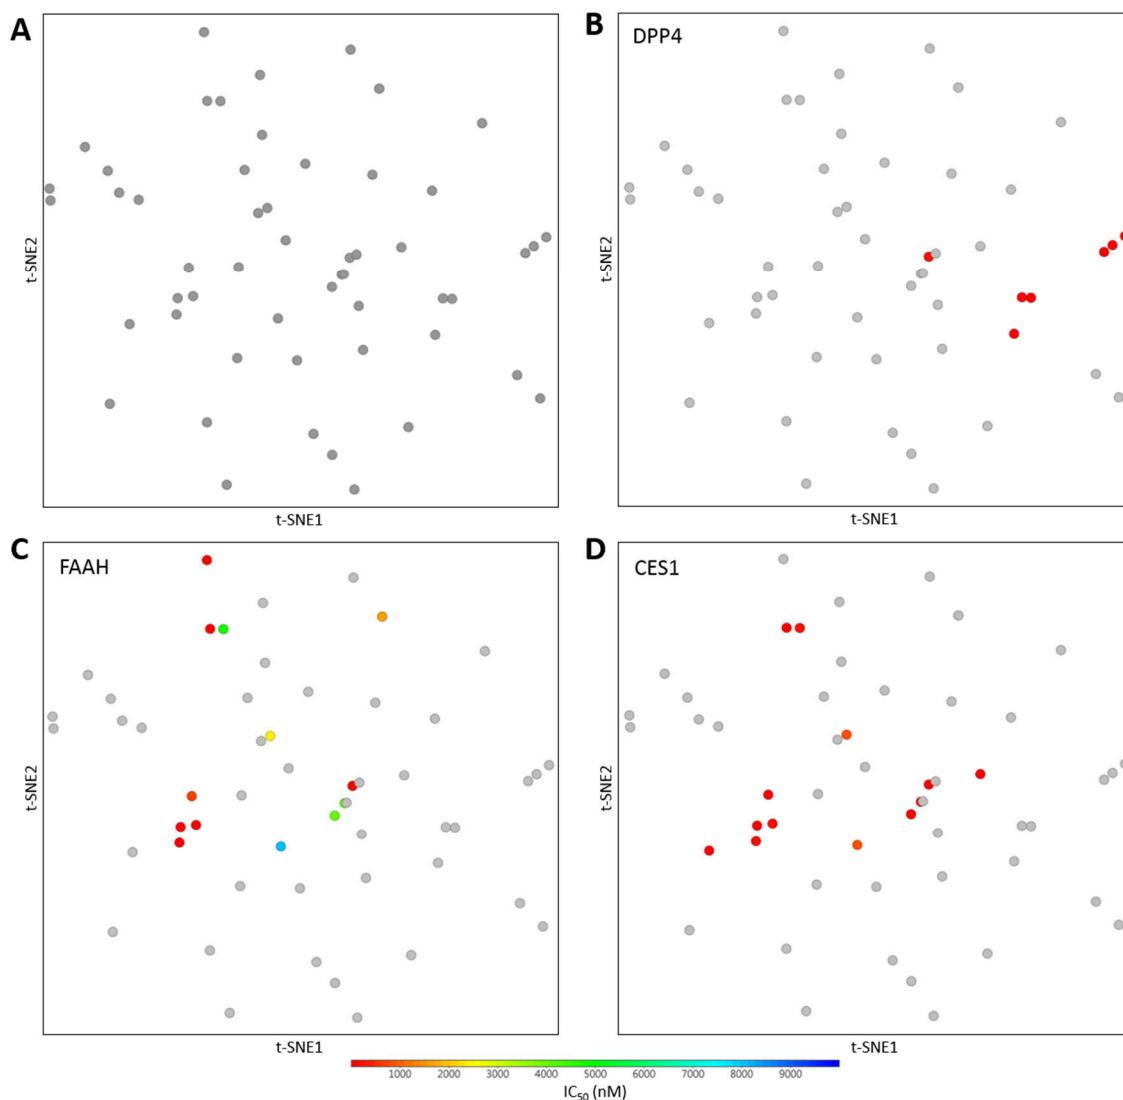 A
t-SNE2
t-SNE1
B
DPP4
t-SNE2
t-SNE1
C
FAAH
t-SNE2
t-SNE1
D
CES1
t-SNE2
t-SNE1
1000 2000 3000 4000 5000 6000 7000 8000 9000
IC₅₀ (nM)